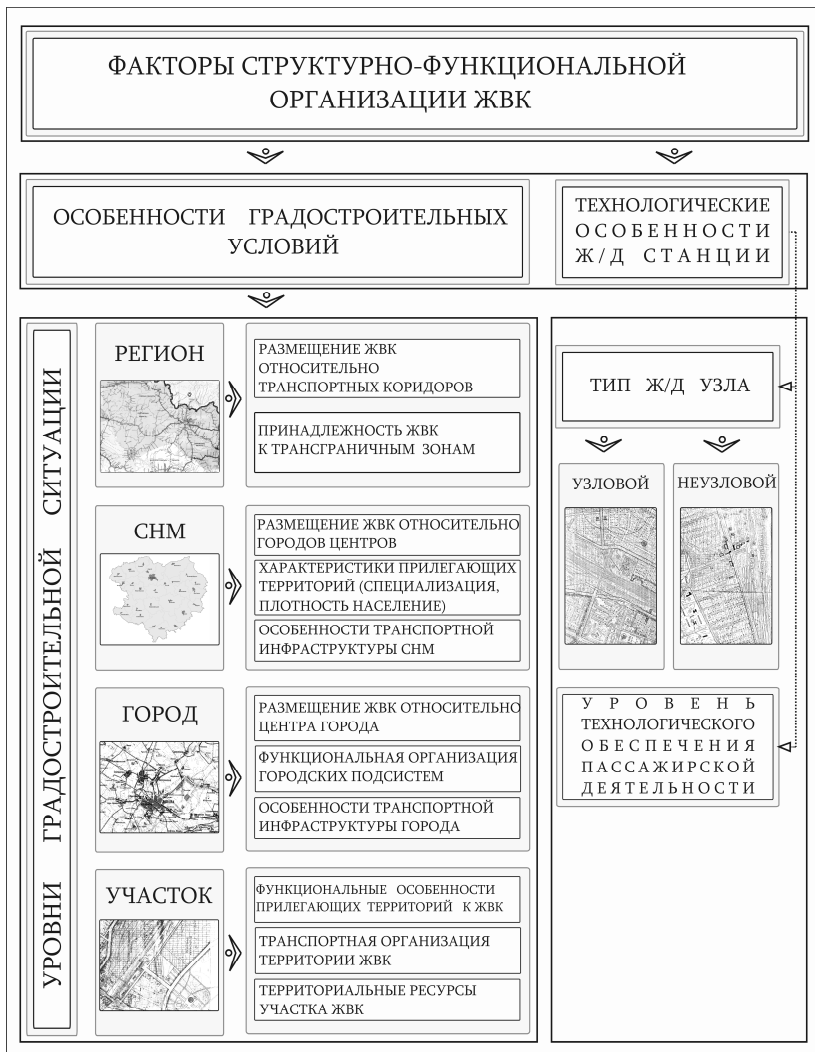 ФАКТОРЫ СТРУКТУРНО-ФУНКЦИОНАЛЬНОЙ
ОРГАНИЗАЦИИ ЖВК
ОСОБЕННОСТИ ГРАДОСТРОИТЕЛЬНЫХ
УСЛОВИЙ
ТЕХНОЛОГИЧЕСКИЕ
ОСОБЕННОСТИ
Ж/Д СТАНЦИИ
УРОВНИ ГРАДОСТРОИТЕЛЬНОЙ СИТУАЦИИ
РЕГИОН
РАЗМЕЩЕНИЕ ЖВК
ОТНОСИТЕЛЬНО
ТРАНСПОРТНЫХ КОРИДОРОВ
ПРИНАДЛЕЖНОСТЬ ЖВК
К ТРАНСГРАНИЧНЫМ ЗОНАМ
СНМ
РАЗМЕЩЕНИЕ ЖВК ОТНОСИТЕЛЬНО
ГОРОДОВ ЦЕНТРОВ
ХАРАКТЕРИСТИКИ ПРИЛЕГАЮЩИХ
ТЕРРИТОРИЙ (СПЕЦИАЛИЗАЦИЯ,
ПЛОТНОСТЬ НАСЕЛЕНИЕ)
ОСОБЕННОСТИ ТРАНСПОРТНОЙ
ИНФРАСТРУКТУРЫ СНМ
ГОРОД
РАЗМЕЩЕНИЕ ЖВК ОТНОСИТЕЛЬНО
ЦЕНТРА ГОРОДА
ФУНКЦИОНАЛЬНАЯ ОРГАНИЗАЦИЯ
ГОРОДСКИХ ПОДСИСТЕМ
ОСОБЕННОСТИ ТРАНСПОРТНОЙ
ИНФРАСТРУКТУРЫ ГОРОДА
УЧАСТОК
ФУНКЦИОНАЛЬНЫЕ ОСОБЕННОСТИ
ПРИЛЕГАЮЩИХ ТЕРРИТОРИЙ К ЖВК
ТРАНСПОРТНАЯ ОРГАНИЗАЦИЯ
ТЕРРИТОРИИ ЖВК
ТЕРРИТОРИАЛЬНЫЕ РЕСУРСЫ
УЧАСТКА ЖВК
ТИП Ж/Д УЗЛА
УЗЛОВОЙ
НЕУЗЛОВОЙ
УРОВЕНЬ
ТЕХНОЛОГИЧЕСКОГО
ОБЕСПЕЧЕНИЯ
ПАССАЖИРСКОЙ
ДЕЯТЕЛЬНОСТИ